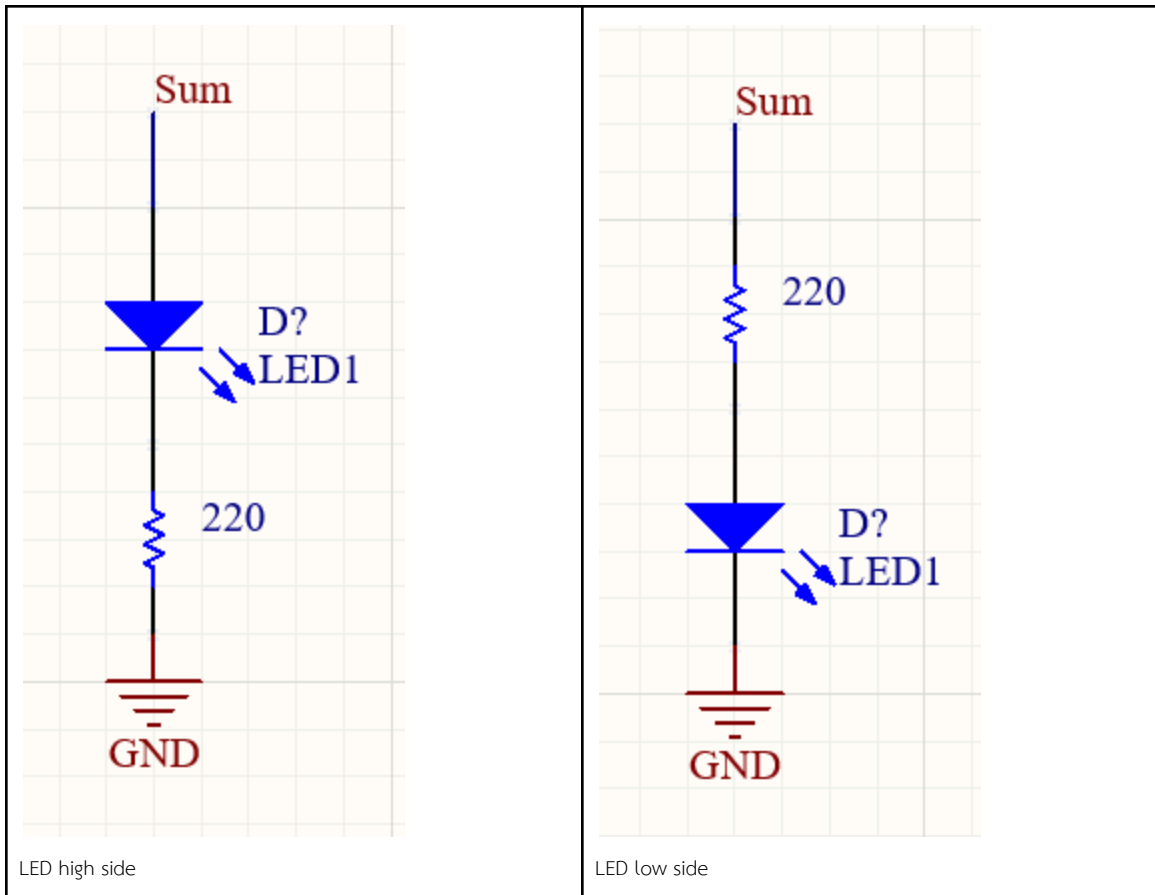 Sum
D?
LED1
220
GND
LED high side
Sum
220
D?
LED1
GND
LED low side